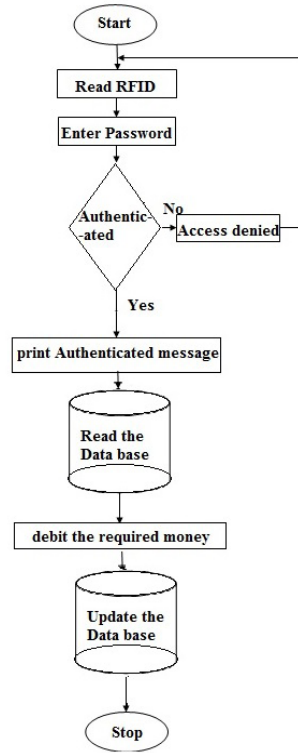 Start
Read RFID
Enter Password
Authentic-
-ated
No
Access denied
Yes
print Authenticated message
Read the
Data base
debit the required money
Update the
Data base
Stop